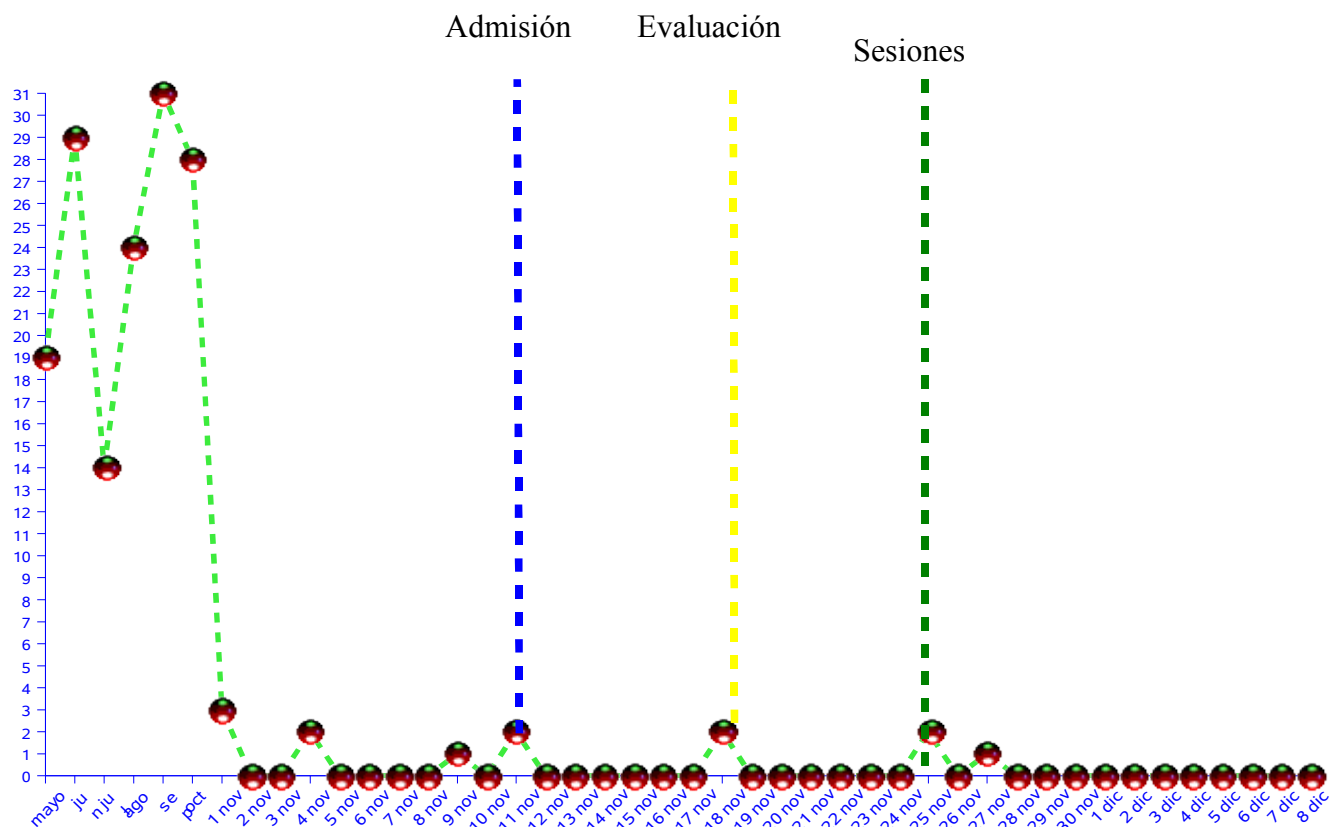 Admisión
Evaluación
Sesiones
31
30
29
28
27
26
25
24
23
22
21
20
19
18
17
16
15
14
13
12
11
10
9
8
7
6
5
4
3
2
1
0
mayo
ju
n ju
ago
se
pct
1 nov
2 nov
3 nov
4 nov
5 nov
6 nov
7 nov
8 nov
9 nov
10 nov
11 nov
12 nov
13 nov
14 nov
15 nov
16 nov
17 nov
18 nov
19 nov
20 nov
21 nov
22 nov
23 nov
24 nov
25 nov
26 nov
27 nov
28 nov
29 nov
30 nov
1 dic
2 dic
3 dic
4 dic
5 dic
6 dic
7 dic
8 dic